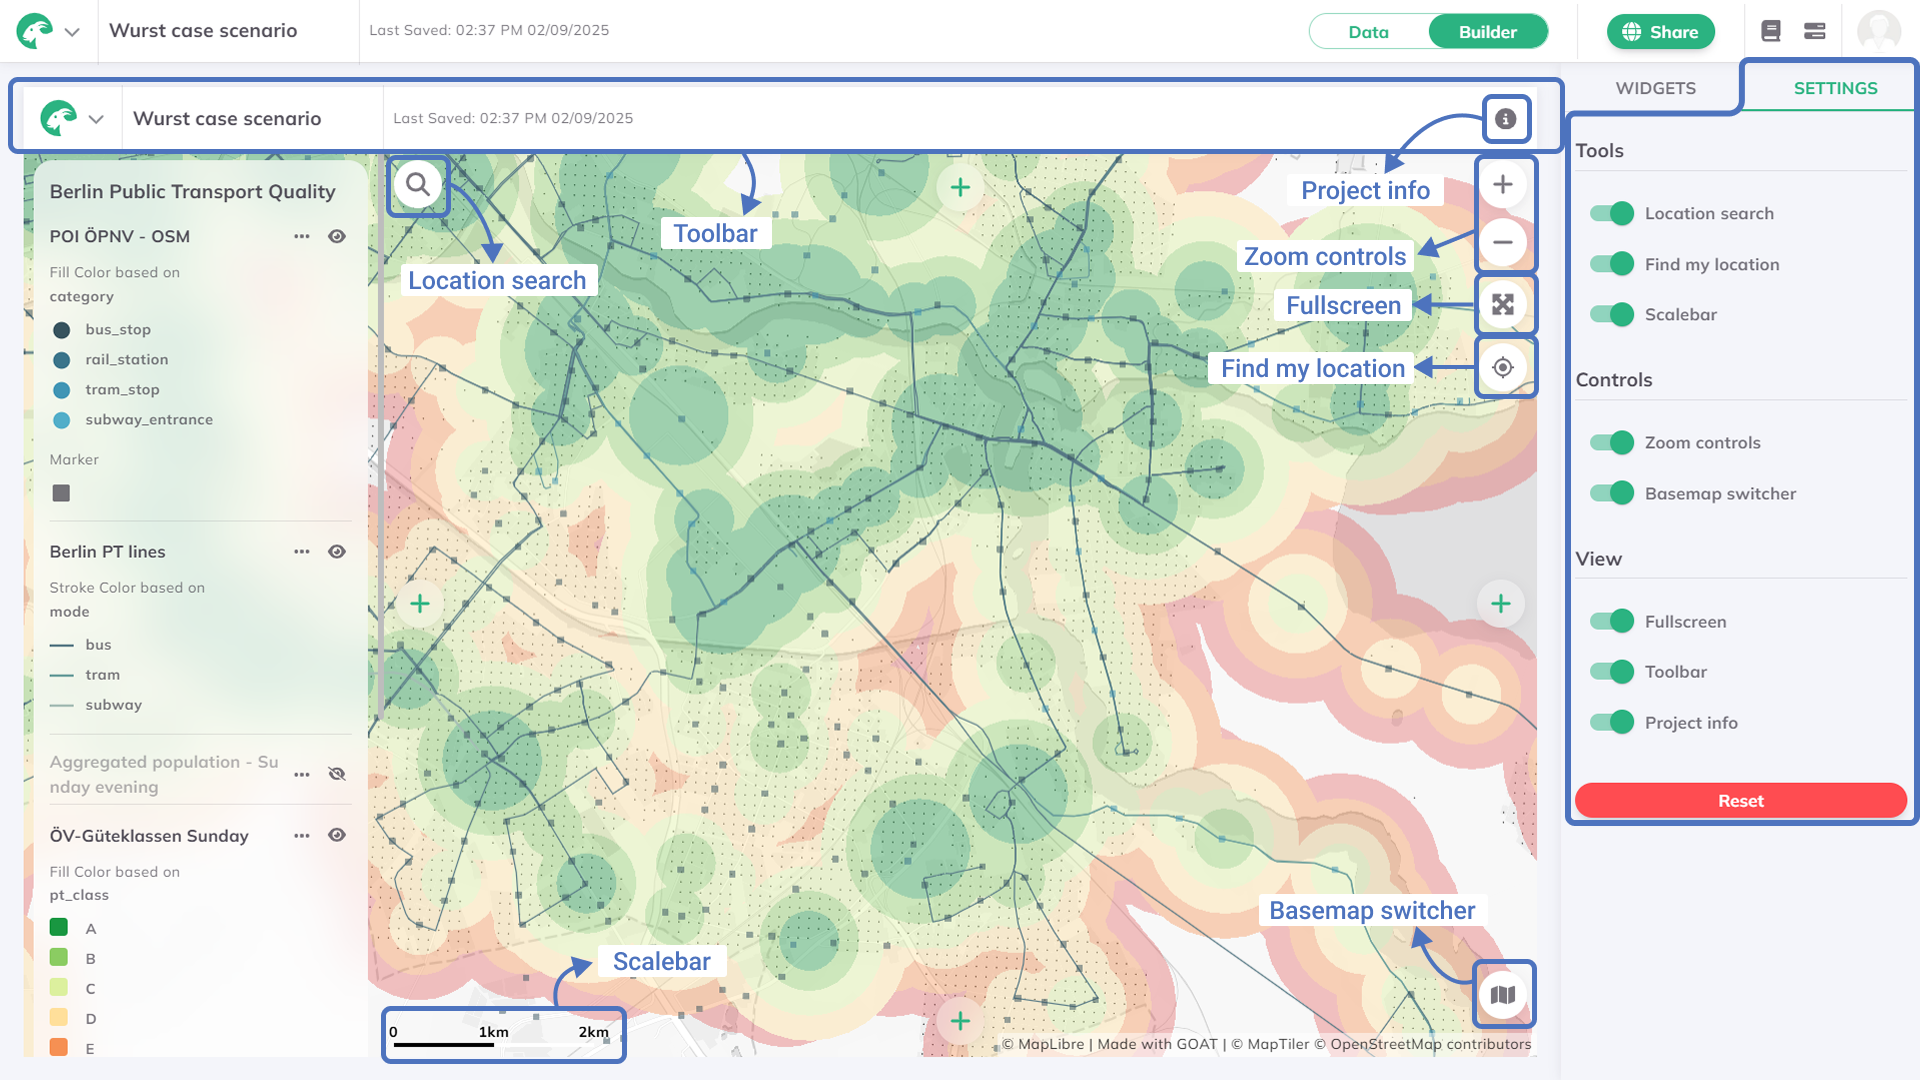 Wurst case scenario
Last Saved: 02:37 PM 02/09/2025
Data
Builder
Share
Wurst case scenario
Last Saved: 02:37 PM 02/09/2025
WIDGETS
SETTINGS
Berlin Public Transport Quality
POI ÖPNV - OSM
Fill Color based on
category
bus_stop
rail_station
tram_stop
subway_entrance
Marker
Berlin PT lines
Stroke Color based on
mode
bus
tram
subway
Aggregated population - Su
nday evening
ÖV-Güteklassen Sunday
Fill Color based on
pt_class
A
B
C
D
E
Location search
Toolbar
Project info
Zoom controls
Fullscreen
Find my location
Basemap switcher
Scalebar
0 1km 2km
© MapLibre | Made with GOAT | © MapTiler © OpenStreetMap contributors
Tools
Location search
Find my location
Scalebar
Controls
Zoom controls
Basemap switcher
View
Fullscreen
Toolbar
Project info
Reset